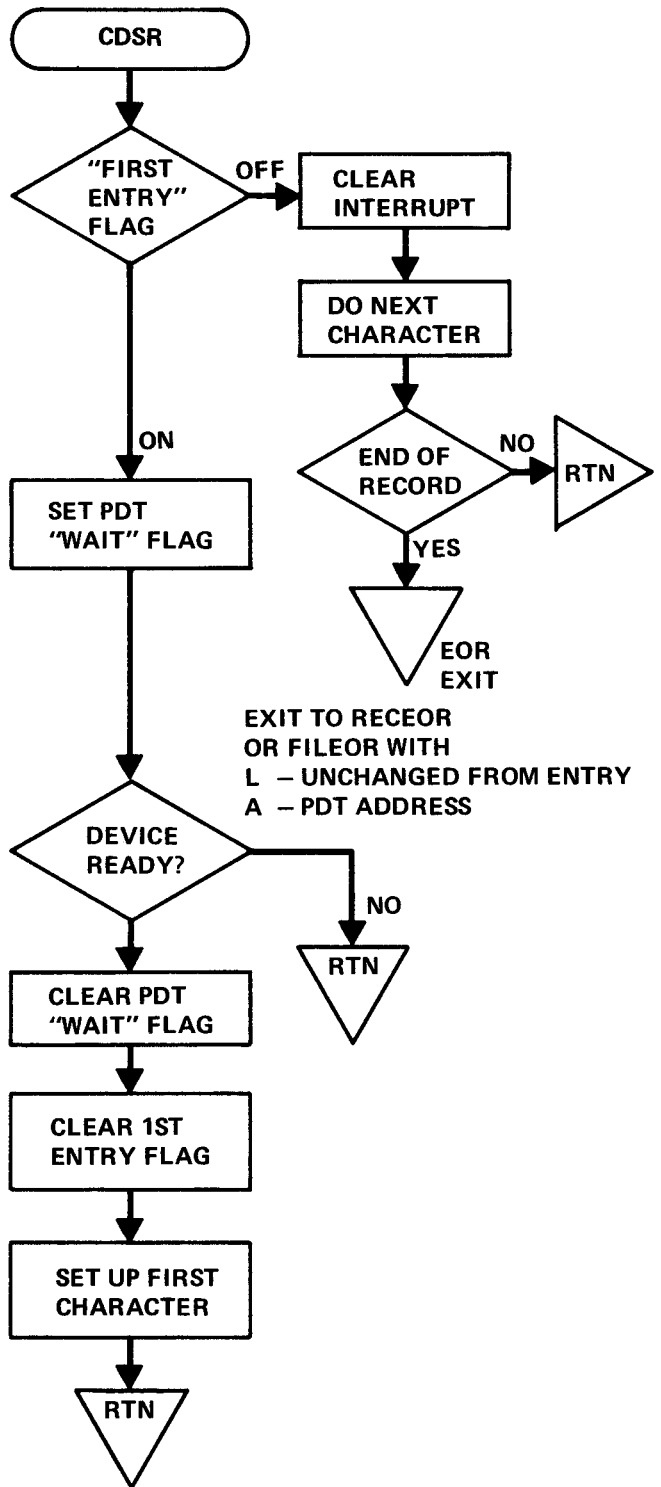 CDSR
"FIRST
ENTRY"
FLAG
OFF
CLEAR
INTERRUPT
DO NEXT
CHARACTER
END OF
RECORD
NO
RTN
YES
EOR
EXIT
EXIT TO RECEOR
OR FILEOR WITH
L – UNCHANGED FROM ENTRY
A – PDT ADDRESS
ON
SET PDT
"WAIT" FLAG
DEVICE
READY?
NO
RTN
CLEAR PDT
"WAIT" FLAG
CLEAR 1ST
ENTRY FLAG
SET UP FIRST
CHARACTER
RTN